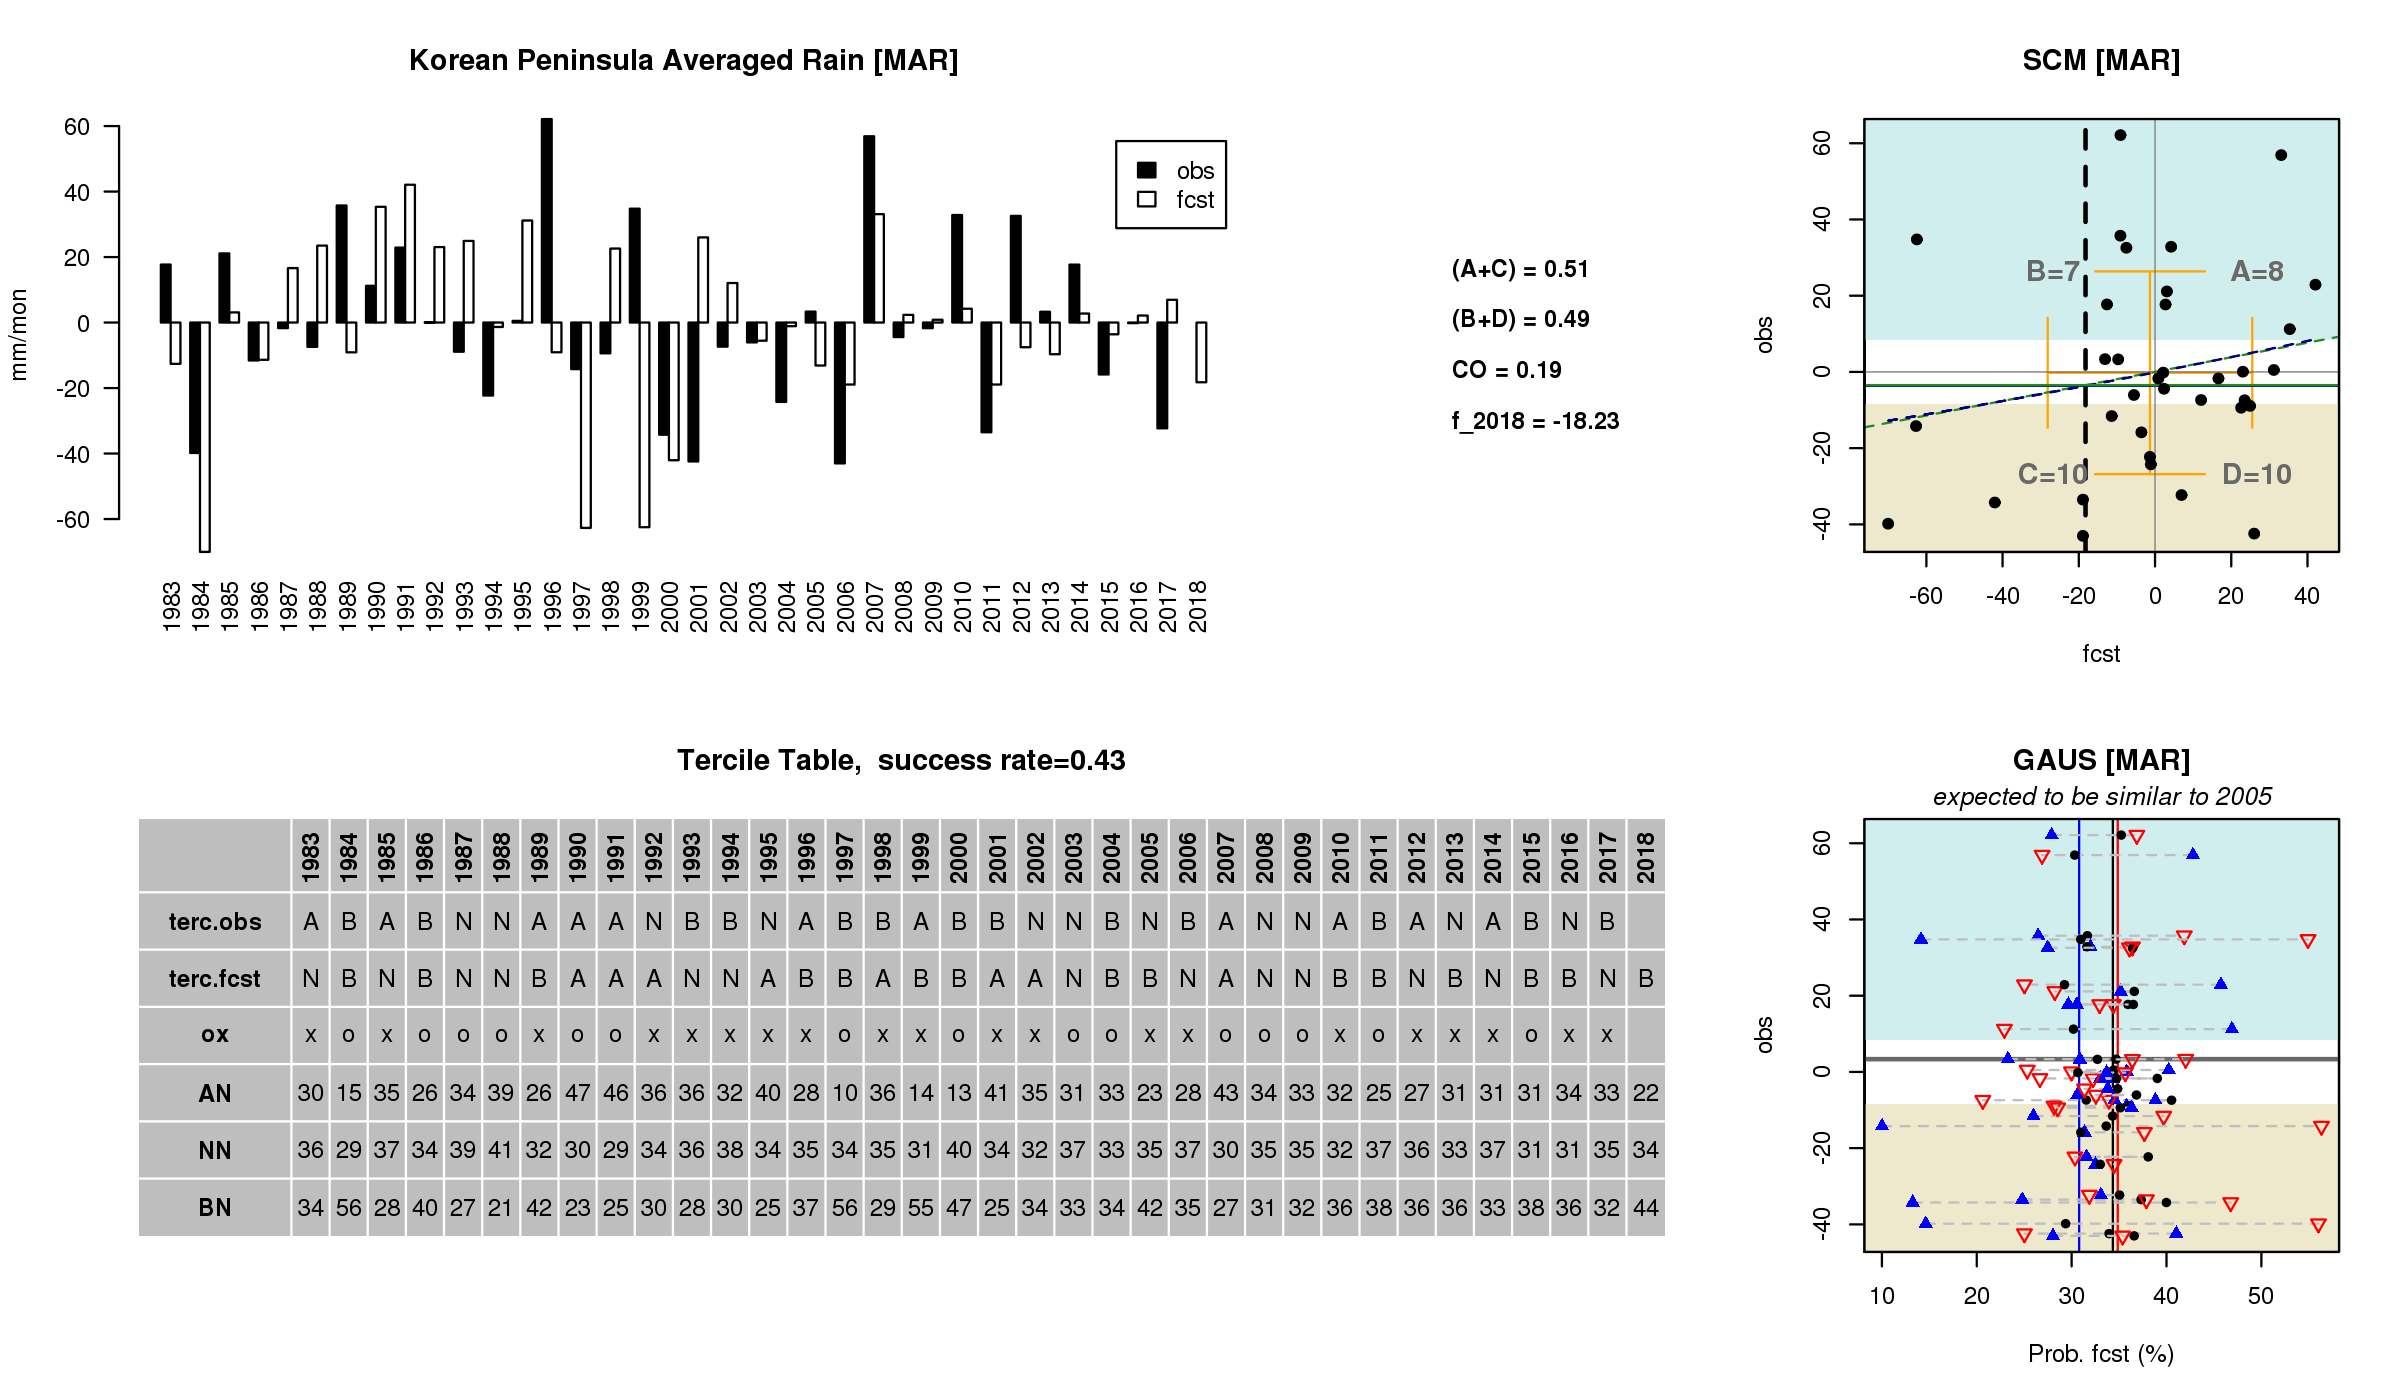 Korean Peninsula Averaged Rain [MAR]
mm/mon
60
40
20
0
-20
-40
-60
obs
fcst
1983 1984 1985 1986 1987 1988 1989 1990 1991 1992 1993 1994 1995 1996 1997 1998 1999 2000 2001 2002 2003 2004 2005 2006 2007 2008 2009 2010 2011 2012 2013 2014 2015 2016 2017 2018
(A+C) = 0.51
(B+D) = 0.49
CO = 0.19
f_2018 = -18.23
SCM [MAR]
obs
60
40
20
0
-20
-40
B=7
A=8
C=10
D=10
-60 -40 -20 0 20 40
fcst
Tercile Table, success rate=0.43
1983 1984 1985 1986 1987 1988 1989 1990 1991 1992 1993 1994 1995 1996 1997 1998 1999 2000 2001 2002 2003 2004 2005 2006 2007 2008 2009 2010 2011 2012 2013 2014 2015 2016 2017 2018
terc.obs A B A B N N A A A N B B N A B B A B B N N B N B A N N A B A N A B N B
terc.fcst N B N B N N B A A A N N A B B A B B A A N B B N A N N B B N B N B B N B
ox x o x o o o x o o x x x x x o x x o x x o o x x o o o x o x x x o x x
AN 30 15 35 26 34 39 26 47 46 36 36 32 40 28 10 36 14 13 41 35 31 33 23 28 43 34 33 32 25 27 31 31 31 34 33 22
NN 36 29 37 34 39 41 32 30 29 34 36 38 34 35 34 35 31 40 34 32 37 33 35 37 30 35 35 32 37 36 33 37 31 31 35 34
BN 34 56 28 40 27 21 42 23 25 30 28 30 25 37 56 29 55 47 25 34 33 34 42 35 27 31 32 36 38 36 36 33 38 36 32 44
GAUS [MAR]
expected to be similar to 2005
obs
60
40
20
0
-20
-40
10 20 30 40 50
Prob. fcst (%)